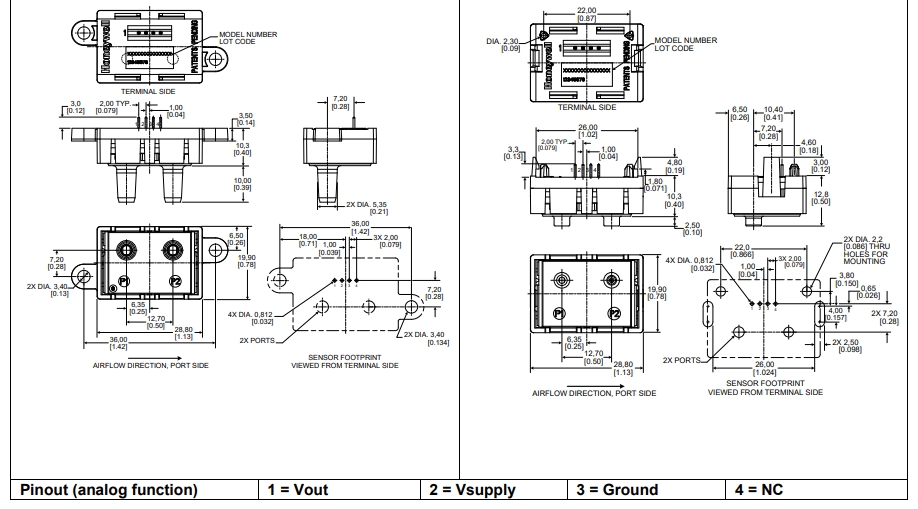 Honeywell
1
PATENTS PENDING
MODEL NUMBER
LOT CODE
TERMINAL SIDE
3,0
[0.12]
2,00 TYP.
[0.079]
1,00
[0.04]
3,50
[0.14]
10,3
[0.40]
10,00
[0.39]
7,20
[0.28]
2X DIA. 5,35
[0.21]
6,50
[0.26]
19,90
[0.78]
7,20
[0.28]
2X DIA. 3,40
[0.13]
P1
P2
6,35
[0.25]
12,70
[0.50]
28,80
[1.13]
36,00
[1.42]
AIRFLOW DIRECTION, PORT SIDE
36,00
[1.42]
18,00
[0.71]
1,00
[0.039]
3X 2,00
[0.079]
7,20
[0.28]
4X DIA. 0,812
[0.032]
2X PORTS
2X DIA. 3,40
[0.134]
SENSOR FOOTPRINT
VIEWED FROM TERMINAL SIDE
22,00
[0.87]
DIA. 2,30
[0.09]
Honeywell
1
PATENTS PENDING
MODEL NUMBER
LOT CODE
TERMINAL SIDE
26,00
[1.02]
2,00 TYP
[0.079]
1,00
[0.04]
3,3
[0.13]
1 2 3 4
4,80
[0.19]
1,80
[0.071]
10,3
[0.40]
2,50
[0.10]
6,50
[0.26]
10,40
[0.41]
7,20
[0.28]
4,60
[0.18]
3,00
[0.12]
12,8
[0.50]
P1
P2
19,90
[0.78]
6,35
[0.25]
12,70
[0.50]
28,80
[1.13]
AIRFLOW DIRECTION, PORT SIDE
22,0
[0.866]
4X DIA. 0,812
[0.032]
1,00
[0.04]
3X 2,00
[0.079]
2X DIA. 2,2
[0.086] THRU
HOLES FOR
MOUNTING
3,80
[0.150]
0,65
[0.026]
4,00
[0.157]
2X 7,20
[0.28]
2X PORTS
2X 2,50
[0.098]
26,00
[1.024]
SENSOR FOOTPRINT
VIEWED FROM TERMINAL SIDE
Pinout (analog function)
1 = Vout
2 = Vsupply
3 = Ground
4 = NC